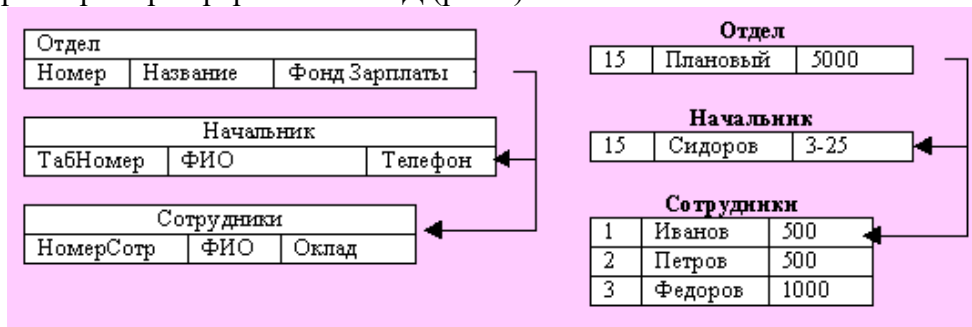 Отдел
Номер Название Фонд Зарплаты
Начальник
ТабНомер ФИО Телефон
Сотрудники
НомерСотр ФИО Оклад
Отдел
15 Плановый 5000
Начальник
15 Сидоров 3-25
Сотрудники
1 Иванов 500
2 Петров 500
3 Федоров 1000